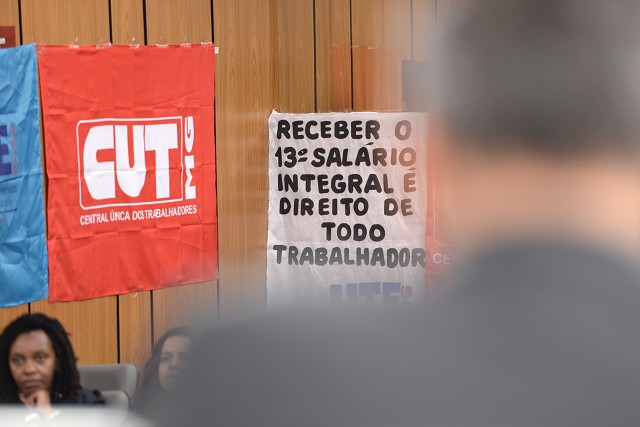 CUT MG
CENTRAL ÚNICA DOS TRABALHADORES
RECEBER O
13º SALÁRIO
INTEGRAL É
DIREITO DE
TODO
TRABALHADOR